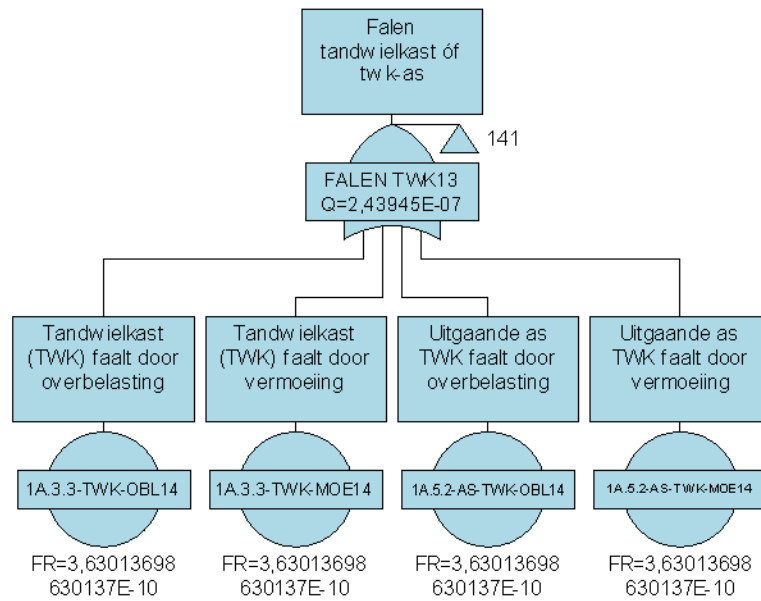 Falen
tandwielkast óf
twk-as
141
FALEN TWK13
Q=2,43945E-07
Tandwielkast
(TWK) faalt door
overbelasting
Tandwielkast
(TWK) faalt door
vermoeiing
Uitgaande as
TWK faalt door
overbelasting
Uitgaande as
TWK faalt door
vermoeiing
1A.3.3-TWK-OBL14
1A.3.3-TWK-MOE14
1A.5.2-AS-TWK-OBL14
1A.5.2-AS-TWK-MOE14
FR=3,63013698
630137E-10
FR=3,63013698
630137E-10
FR=3,63013698
630137E-10
FR=3,63013698
630137E-10